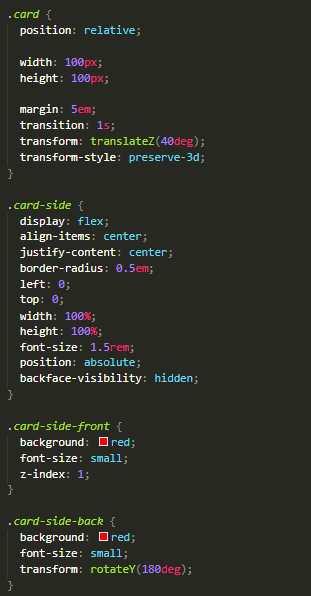 .card {
position: relative;
width: 100px;
height: 100px;
margin: 5em;
transition: 1s;
transform: translateZ(40deg);
transform-style: preserve-3d;
}
.card-side {
display: flex;
align-items: center;
justify-content: center;
border-radius: 0.5em;
left: 0;
top: 0;
width: 100%;
height: 100%;
font-size: 1.5rem;
position: absolute;
backface-visibility: hidden;
}
.card-side-front {
background: red;
font-size: small;
z-index: 1;
}
.card-side-back {
background: red;
font-size: small;
transform: rotateY(180deg);
}